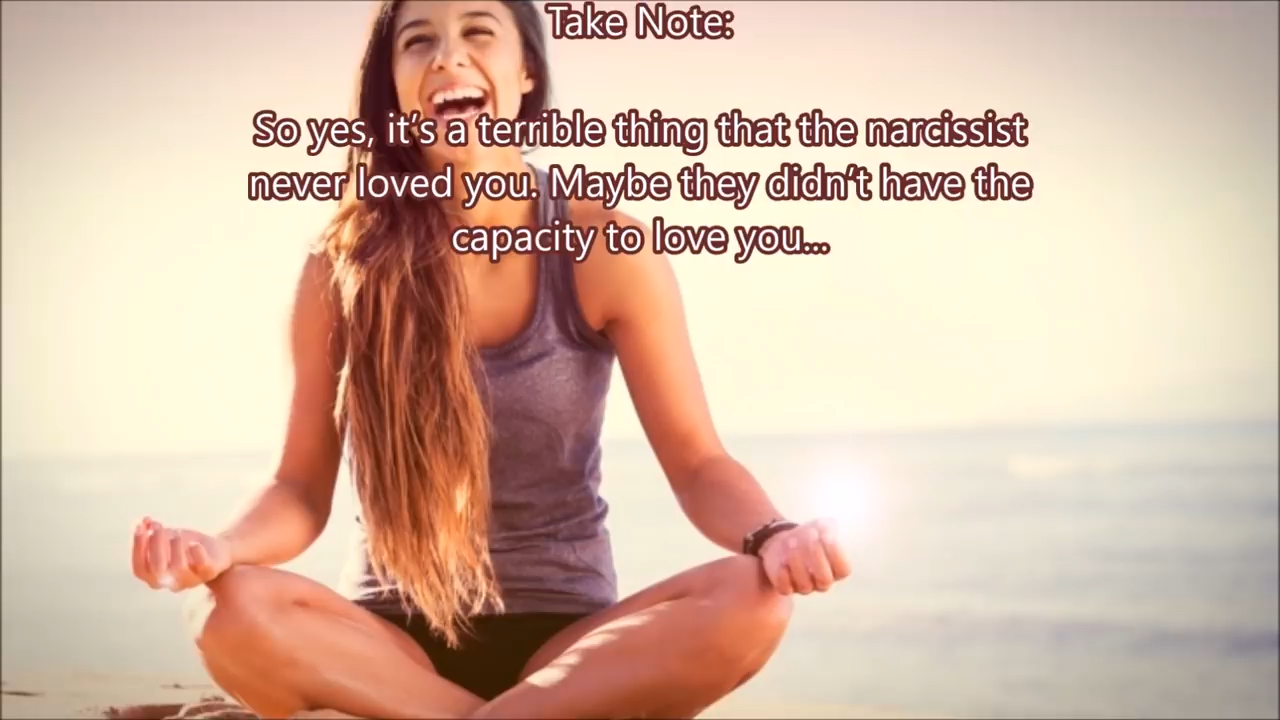 Take Note:
So yes, it's a terrible thing that the narcissist
never loved you. Maybe they didn't have the
capacity to love you...